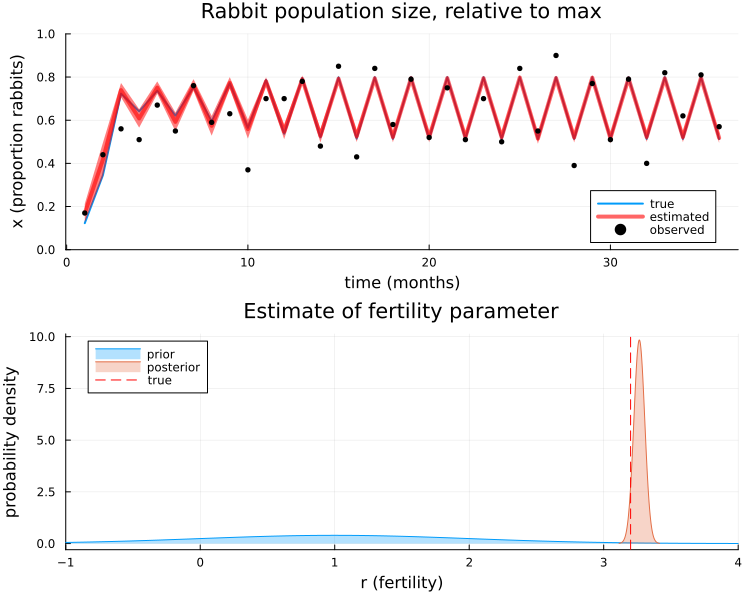 Rabbit population size, relative to max
x (proportion rabbits)
1.0
0.8
0.6
0.4
0.2
0.0
true
estimated
observed
0 10 20 30
time (months)
Estimate of fertility parameter
probability density
10.0
7.5
5.0
2.5
0.0
prior
posterior
true
−1 0 1 2 3 4
r (fertility)